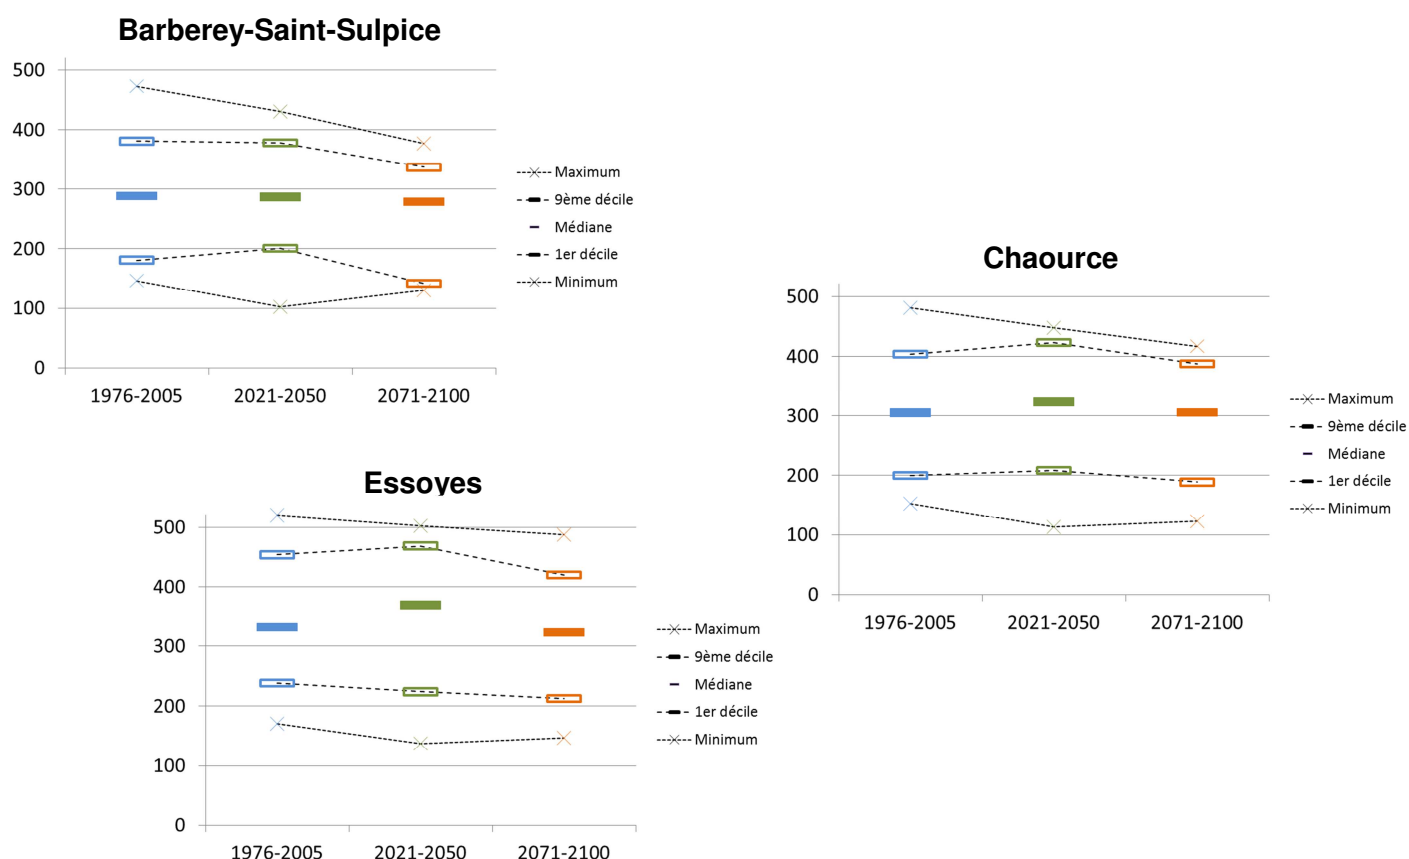 Barberey-Saint-Sulpice
500
400
300
200
100
0
1976-2005 2021-2050 2071-2100
Maximum
9ème décile
Médiane
1er décile
Minimum
Chaource
500
400
300
200
100
0
1976-2005 2021-2050 2071-2100
Maximum
9ème décile
Médiane
1er décile
Minimum
Essoyes
500
400
300
200
100
0
1976-2005 2021-2050 2071-2100
Maximum
9ème décile
Médiane
1er décile
Minimum